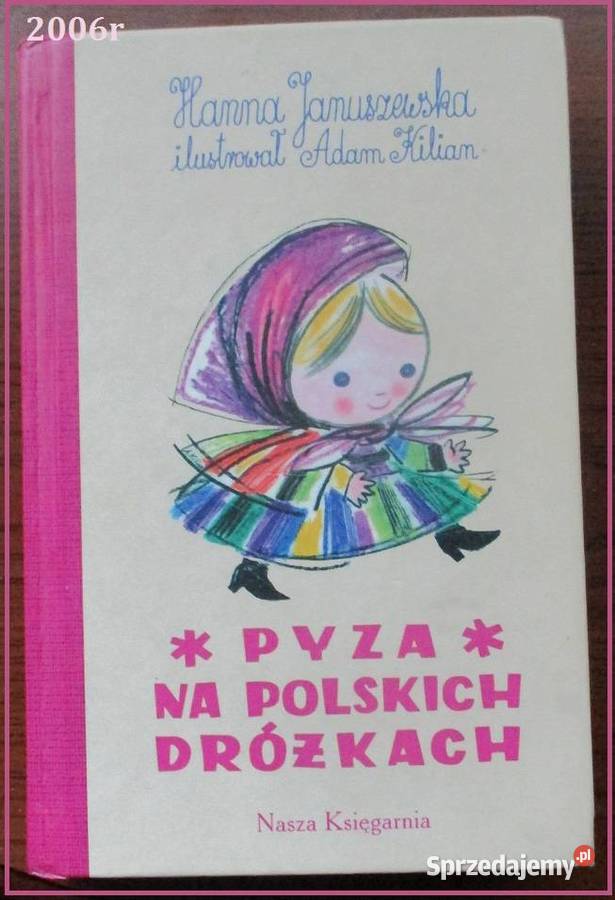 2006r
Hanna Januszewska
ilustrował Adam Kilian
* PYZA *
NA POLSKICH
DRÓŻKACH
Nasza Księgarnia
Sprzedajemy.pl